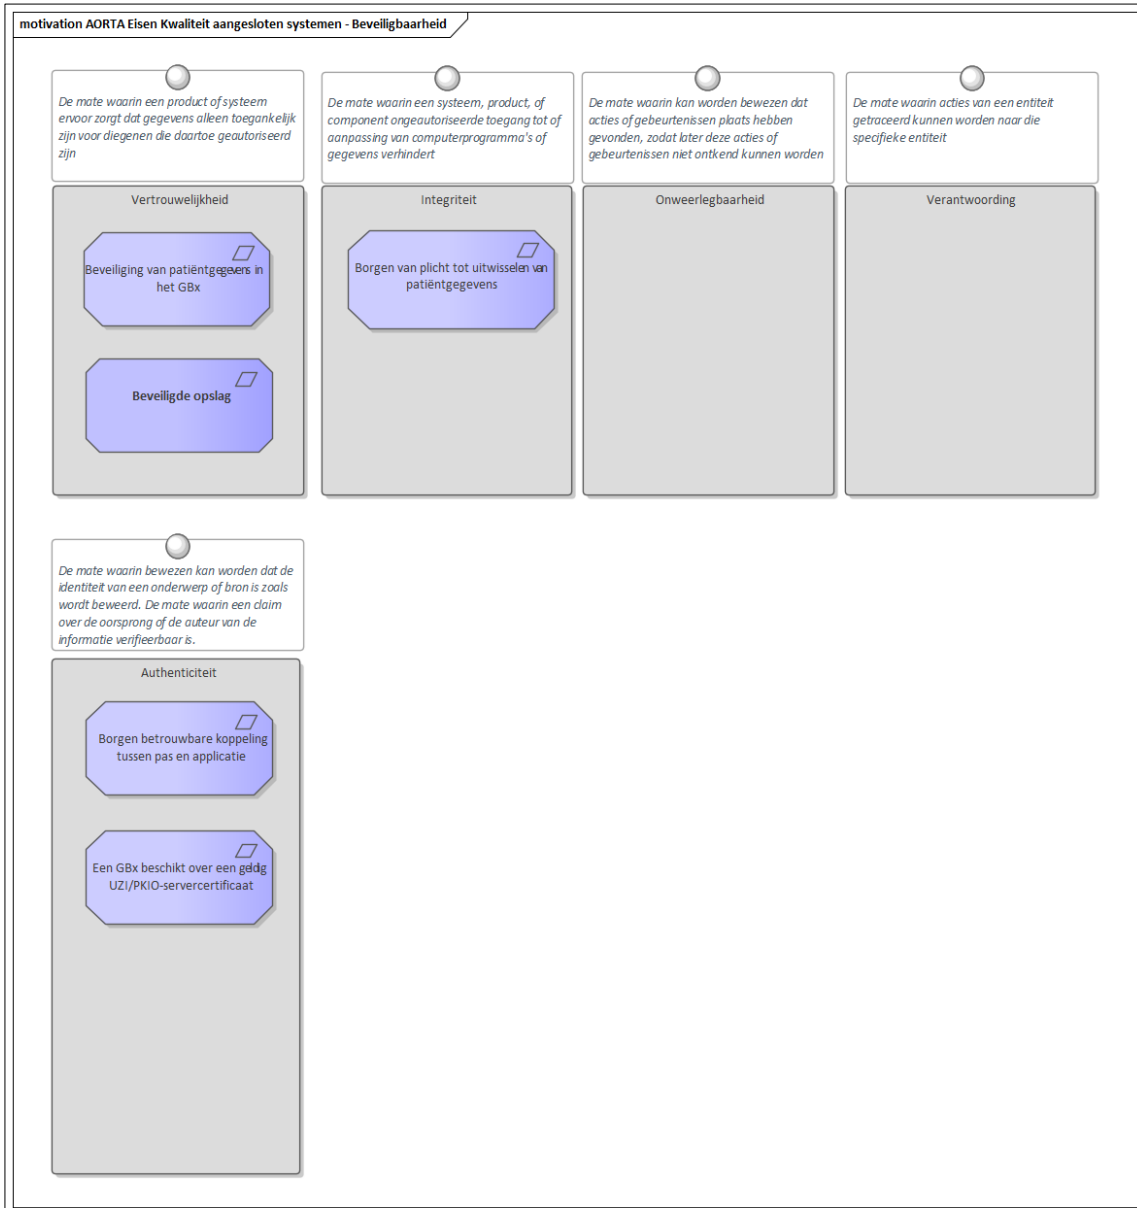 motivation AORTA Eisen Kwaliteit aangesloten systemen - Beveiligbaarheid
De mate waarin een product of systeem
ervoor zorgt dat gegevens alleen toegankelijk
zijn voor diegenen die daartoe geautoriseerd
zijn
Vertrouwelijkheid
Beveiliging van patiëntgegevens in
het GBx
Beveiligde opslag
De mate waarin een systeem, product, of
component ongeautoriseerde toegang tot of
aanpassing van computerprogramma's of
gegevens verhindert
Integriteit
Borgen van plicht tot uitwisselen van
patiëntgegevens
De mate waarin kan worden bewezen dat
acties of gebeurtenissen plaats hebben
gevonden, zodat later deze acties of
gebeurtenissen niet ontkend kunnen worden
Onweerlegbaarheid
De mate waarin acties van een entiteit
getraceerd kunnen worden naar die
specifieke entiteit
Verantwoording
De mate waarin bewezen kan worden dat de
identiteit van een onderwerp of bron is zoals
wordt beweerd. De mate waarin een claim
over de oorsprong of de auteur van de
informatie verifieerbaar is.
Authenticiteit
Borgen betrouwbare koppeling
tussen pas en applicatie
Een GBx beschikt over een geldig
UZI/PKIO-servercertificaat